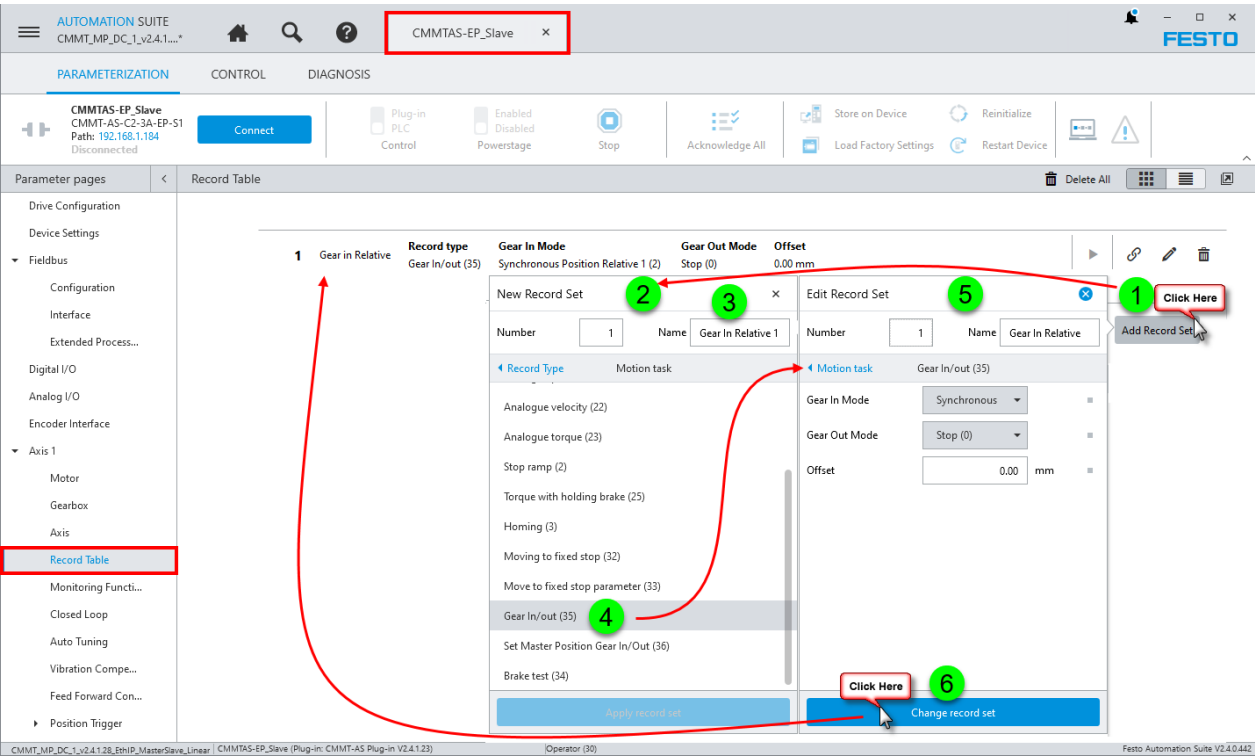 AUTOMATION SUITE
CMMT_MP_DC_1_v2.4.1....*
CMMTAS-EP_Slave ×
FESTO
PARAMETERIZATION CONTROL DIAGNOSIS
CMMTAS-EP_Slave
CMMT-AS-C2-3A-EP-S1
Path: 192.168.1.184
Disconnected
Connect
Plug-in
PLC
Control
Enabled
Disabled
Powerstage
Stop
Acknowledge All
Store on Device
Load Factory Settings
Reinitialize
Restart Device
Parameter pages
Record Table
Delete All
Drive Configuration
Device Settings
Fieldbus
Configuration
Interface
Extended Process...
Digital I/O
Analog I/O
Encoder Interface
Axis 1
Motor
Gearbox
Axis
Record Table
Monitoring Functi...
Closed Loop
Auto Tuning
Vibration Compe...
Feed Forward Con...
Position Trigger
1 Gear in Relative
Record type
Gear In/out (35)
Gear In Mode
Synchronous Position Relative 1 (2)
Gear Out Mode
Stop (0)
Offset
0.00 mm
New Record Set 2 3
Number 1 Name Gear In Relative 1
Record Type Motion task
Analogue velocity (22)
Analogue torque (23)
Stop ramp (2)
Torque with holding brake (25)
Homing (3)
Moving to fixed stop (32)
Move to fixed stop parameter (33)
Gear In/out (35) 4
Set Master Position Gear In/Out (36)
Brake test (34)
Apply record set
Edit Record Set 5
Number 1 Name Gear In Relative
Motion task Gear In/out (35)
Gear In Mode Synchronous
Gear Out Mode Stop (0)
Offset 0.00 mm
Click Here 6
Change record set
1 Click Here
Add Record Set
CMMT_MP_DC_1_v2.4.1.28_EthIP_MasterSlave_Linear CMMTAS-EP_Slave (Plug-in: CMMT-AS Plug-in V2.4.1.23) Operator (30) Festo Automation Suite V2.4.0.442